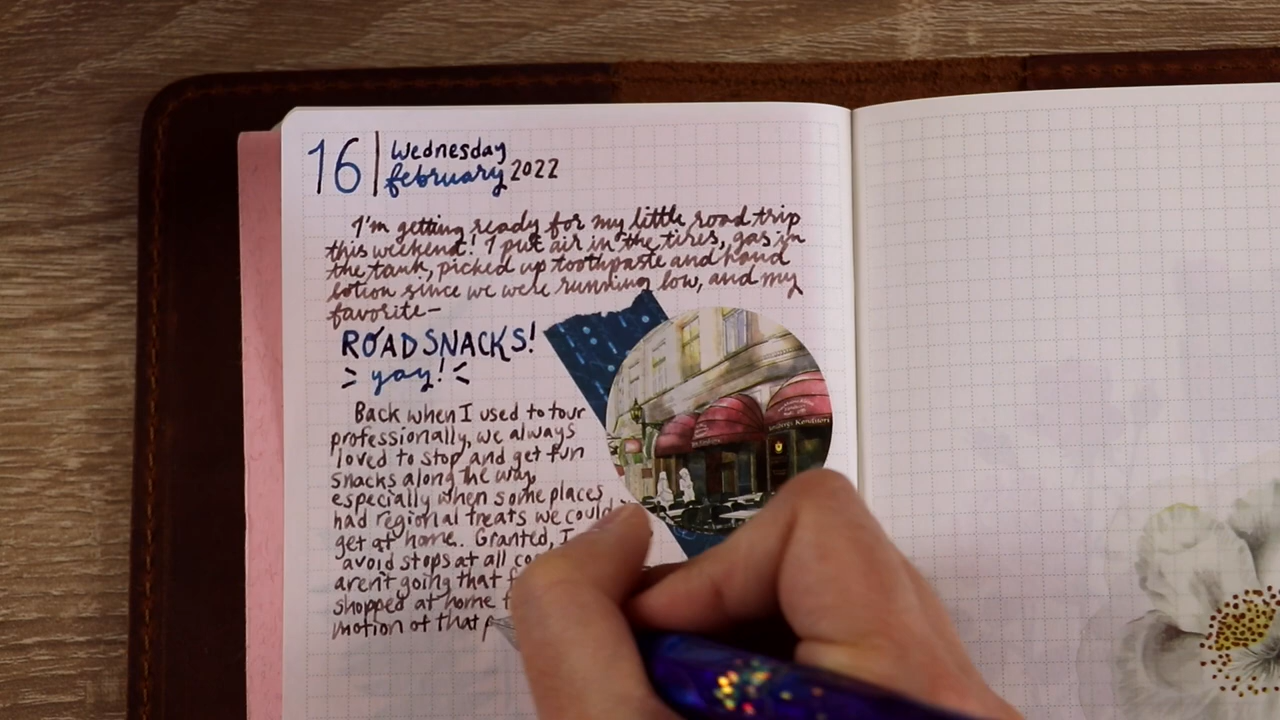 16 Wednesday
february 2022
I'm getting ready for my little road trip
this weekend! I put air in the tires, gas in
the tank, picked up toothpaste and hand
lotion since we were running low, and my
favorite—
ROADSNACKS!
yay!
Back when I used to tour
professionally, we always
loved to stop and get fun
snacks along the way,
especially when some places
had regional treats we could
get at home. Granted, I
avoid stops at all
aren't going that
shopped at home
motion of that